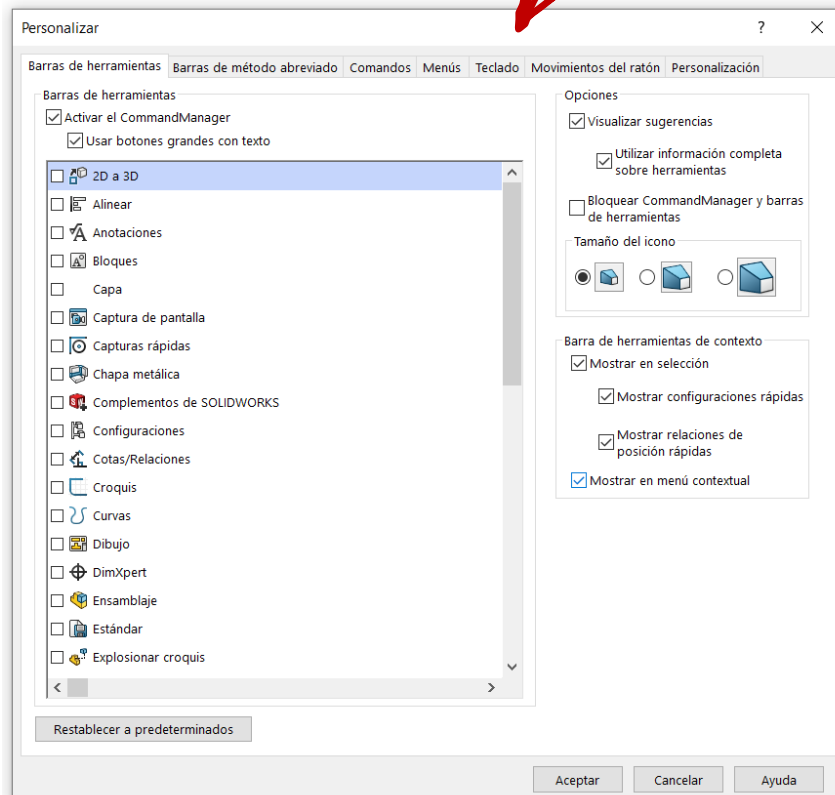 Personalizar
Barras de herramientas Barras de método abreviado Comandos Menús Teclado Movimientos del ratón Personalización
Barras de herramientas
Activar el CommandManager
Usar botones grandes con texto
2D a 3D
Alinear
Anotaciones
Bloques
Capa
Captura de pantalla
Capturas rápidas
Chapa metálica
Complementos de SOLIDWORKS
Configuraciones
Cotas/Relaciones
Croquis
Curvas
Dibujo
DimXpert
Ensamblaje
Estándar
Explosionar croquis
Restablecer a predeterminados
Opciones
Visualizar sugerencias
Utilizar información completa
sobre herramientas
Bloquear CommandManager y barras
de herramientas
Tamaño del icono
Barra de herramientas de contexto
Mostrar en selección
Mostrar configuraciones rápidas
Mostrar relaciones de
posición rápidas
Mostrar en menú contextual
Aceptar Cancelar Ayuda